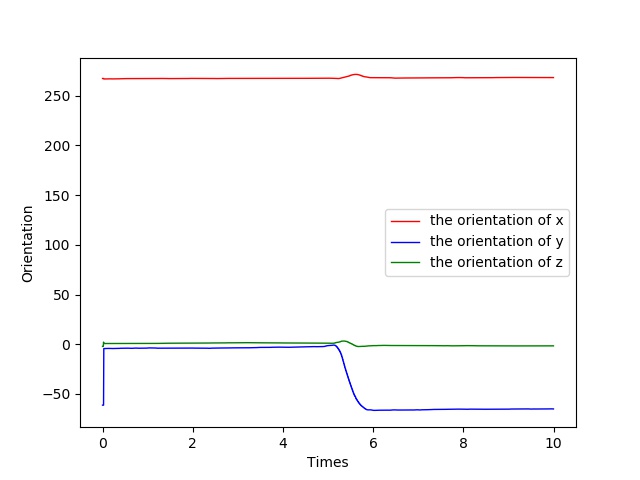 250
200
150
100
50
0
−50
Orientation
the orientation of x
the orientation of y
the orientation of z
0 2 4 6 8 10
Times